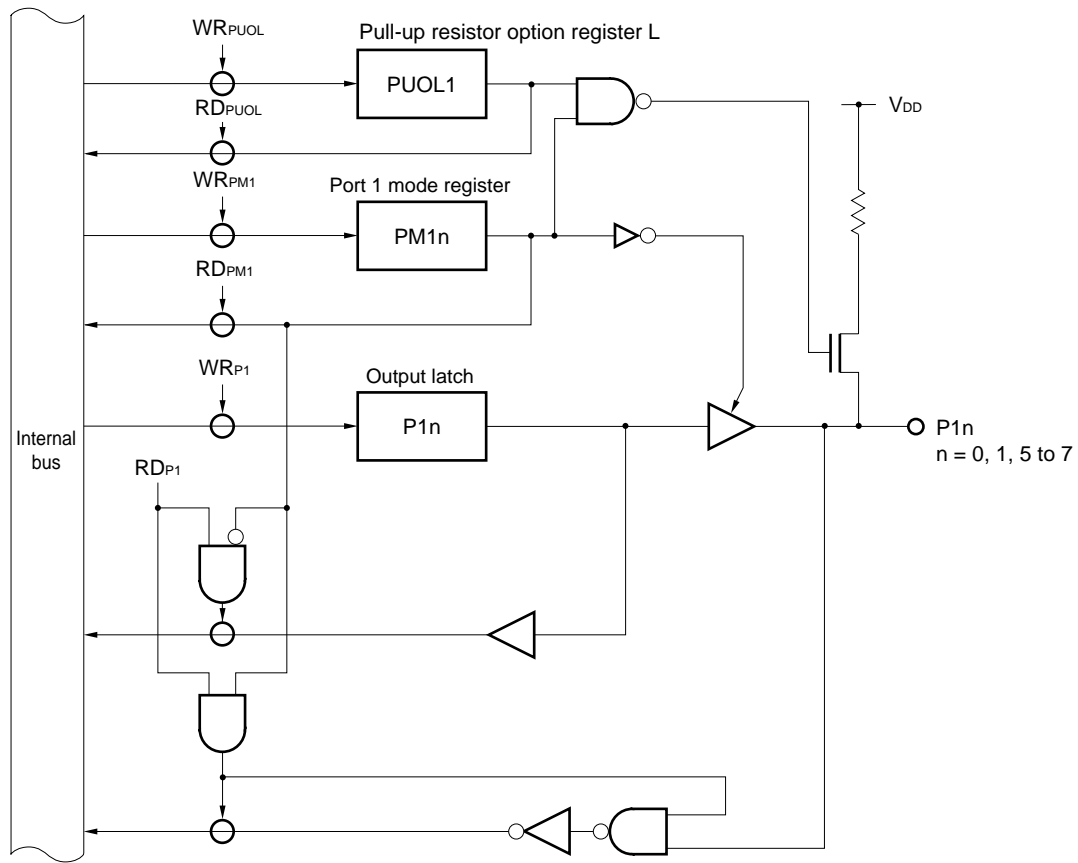 WRPUOL
Pull-up resistor option register L
PUOL1
RDPUOL
VDD
WRPM1
Port 1 mode register
PM1n
RDPM1
WRP1
Output latch
P1n
Internal
bus
P1n
n = 0, 1, 5 to 7
RDP1